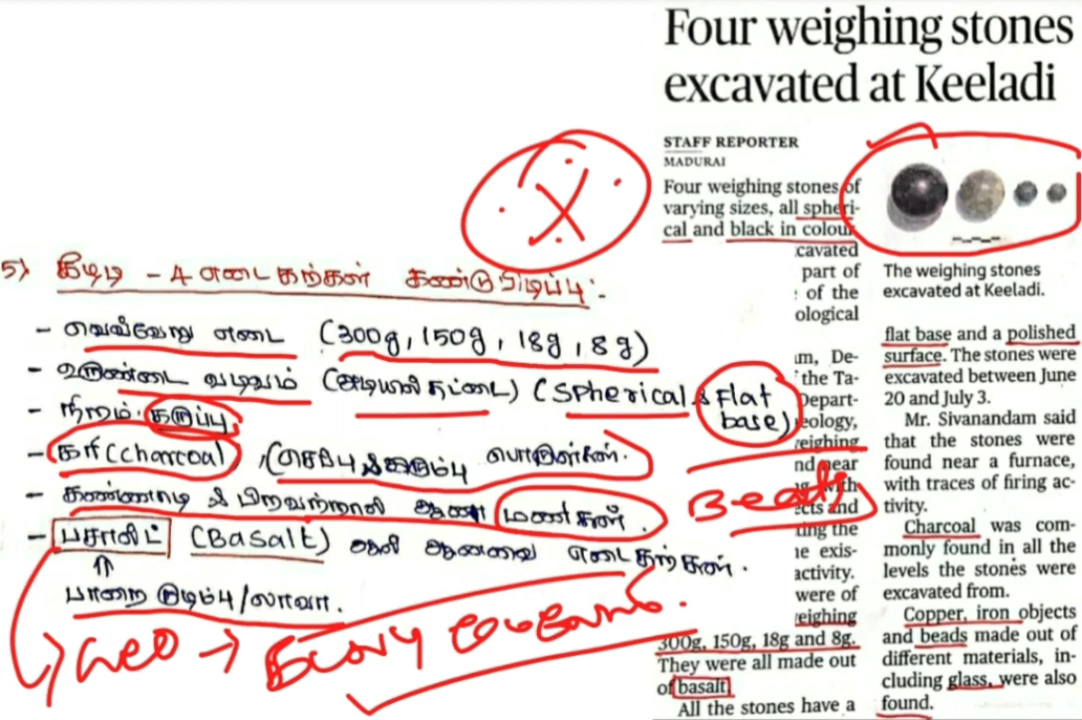 Four weighing stones
excavated at Keeladi
STAFF REPORTER
MADURAI
Four weighing stones of
varying sizes, all spheri-
cal and black in colour
cavated
part of
of the
ological
um, De-
the Ta-
Depart-
eology,
eighing
nd near
with
ects and
ting the
ne exis-
activity.
were of
eighing
300g, 150g, 18g and 8g.
They were all made out
of basalt.
All the stones have a
The weighing stones
excavated at Keeladi.
flat base and a polished
surface. The stones were
excavated between June
20 and July 3.
Mr. Sivanandam said
that the stones were
found near a furnace,
with traces of firing ac-
tivity.
Charcoal was com-
monly found in all the
levels the stones were
excavated from.
Copper, iron objects
and beads made out of
different materials, in-
cluding glass, were also
found.
5) கீழடி - 4 எடைகற்கள் கண்டுபிடிப்பு :-
- வெவ்வேறு எடை (300g, 150g, 18g, 8g)
- உருண்டை வடிவம் (அடியில் தட்டை) (Spherical & Flat
base)
- நிறம் கருப்பு
- கரி (charcoal), செம்பு & இரும்பு பொருள்கள்.
- கண்ணாடி & பிறவற்றால் ஆன மணிகள்.
Beads
- பசால்ட் (Basalt) கல் ஆனவை எடைகற்கள்.
பாறை குழம்பு/லாவா.